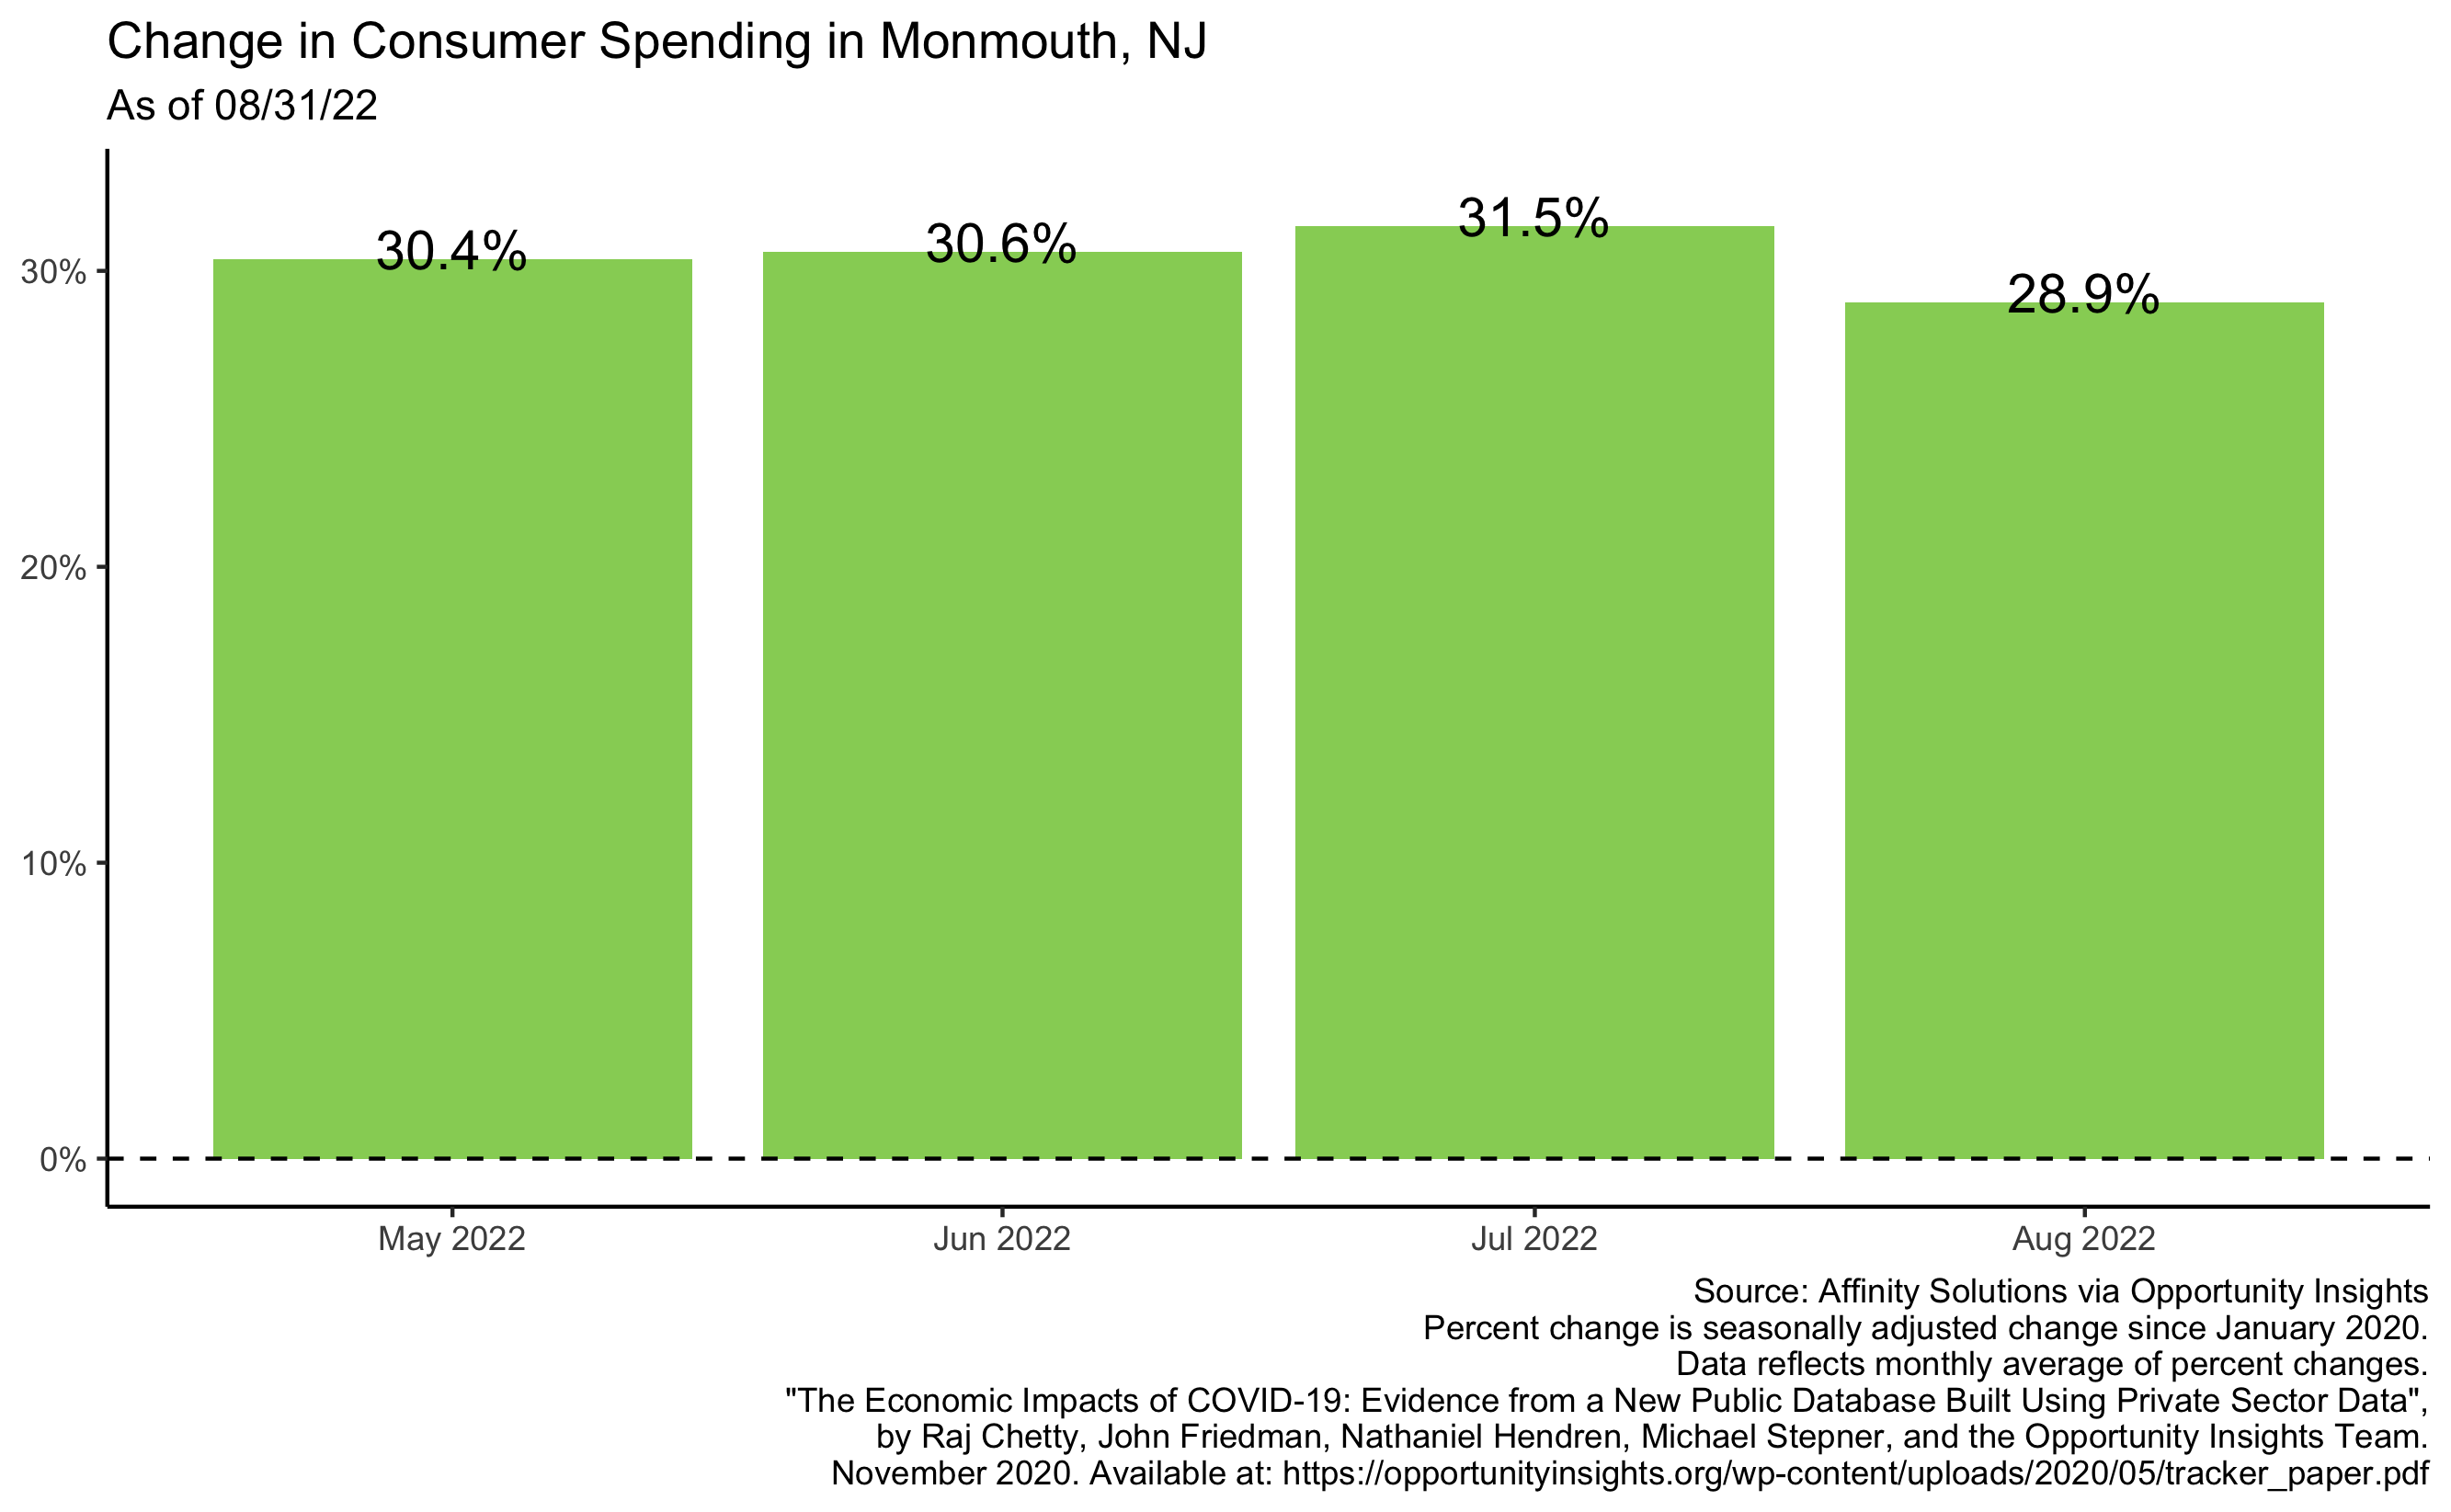 Change in Consumer Spending in Monmouth, NJ
As of 08/31/22
30.4%
30.6%
31.5%
28.9%
30%
20%
10%
0%
May 2022
Jun 2022
Jul 2022
Aug 2022
Source: Affinity Solutions via Opportunity Insights
Percent change is seasonally adjusted change since January 2020.
Data reflects monthly average of percent changes.
"The Economic Impacts of COVID-19: Evidence from a New Public Database Built Using Private Sector Data",
by Raj Chetty, John Friedman, Nathaniel Hendren, Michael Stepner, and the Opportunity Insights Team.
November 2020. Available at: https://opportunityinsights.org/wp-content/uploads/2020/05/tracker_paper.pdf